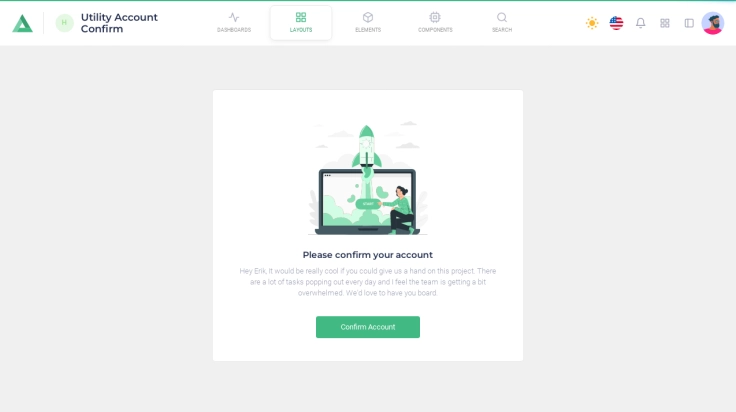 Utility Account
Confirm
DASHBOARDS
LAYOUTS
ELEMENTS
COMPONENTS
SEARCH
Please confirm your account
Hey Erik, It would be really cool if you could give us a hand on this project. There
are a lot of tasks popping out every day and i feel the team is getting a bit
overwhelmed. We'd love to have you board.
Confirm Account